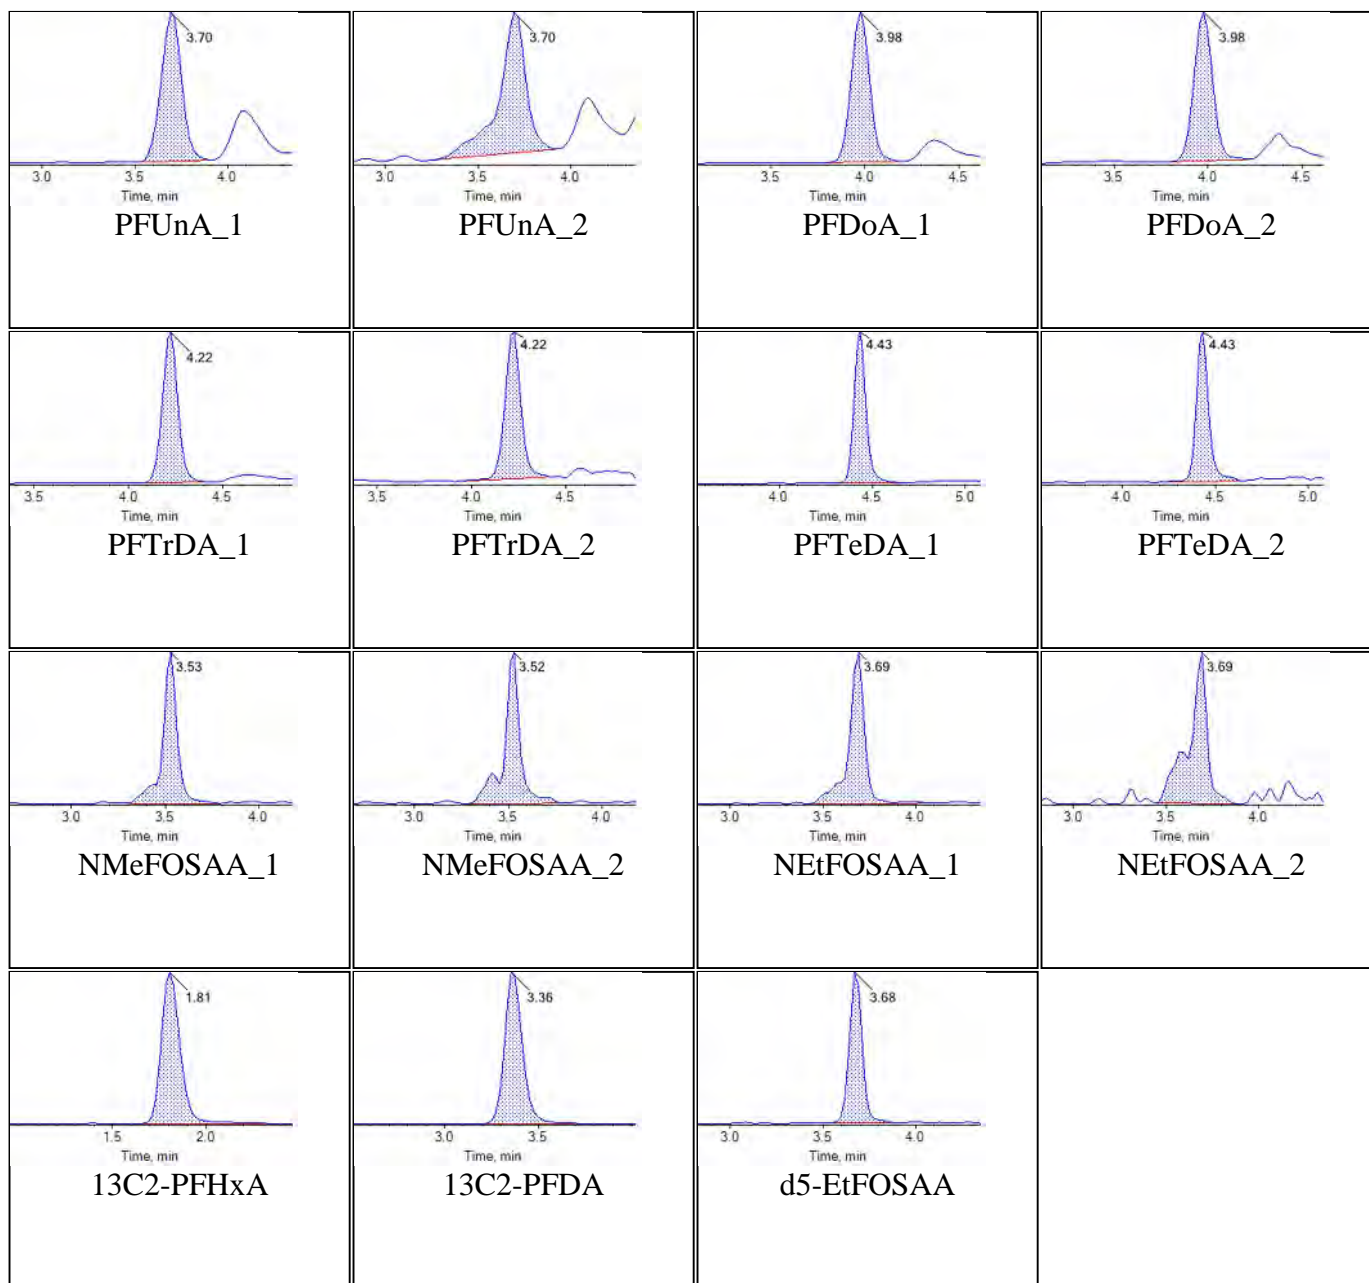 3.70
3.0 3.5 4.0
Time, min
PFUnA_1
3.70
3.0 3.5 4.0
Time, min
PFUnA_2
3.98
3.5 4.0 4.5
Time, min
PFDoA_1
3.98
3.5 4.0 4.5
Time, min
PFDoA_2
4.22
3.5 4.0 4.5
Time, min
PFTrDA_1
4.22
3.5 4.0 4.5
Time, min
PFTrDA_2
4.43
4.0 4.5 5.0
Time, min
PFTeDA_1
4.43
4.0 4.5 5.0
Time, min
PFTeDA_2
3.53
3.0 3.5 4.0
Time, min
NMeFOSAA_1
3.52
3.0 3.5 4.0
Time, min
NMeFOSAA_2
3.69
3.0 3.5 4.0
Time, min
NEtFOSAA_1
3.69
3.0 3.5 4.0
Time, min
NEtFOSAA_2
1.81
1.5 2.0
Time, min
13C2-PFHxA
3.36
3.0 3.5
Time, min
13C2-PFDA
3.68
3.0 3.5 4.0
Time, min
d5-EtFOSAA